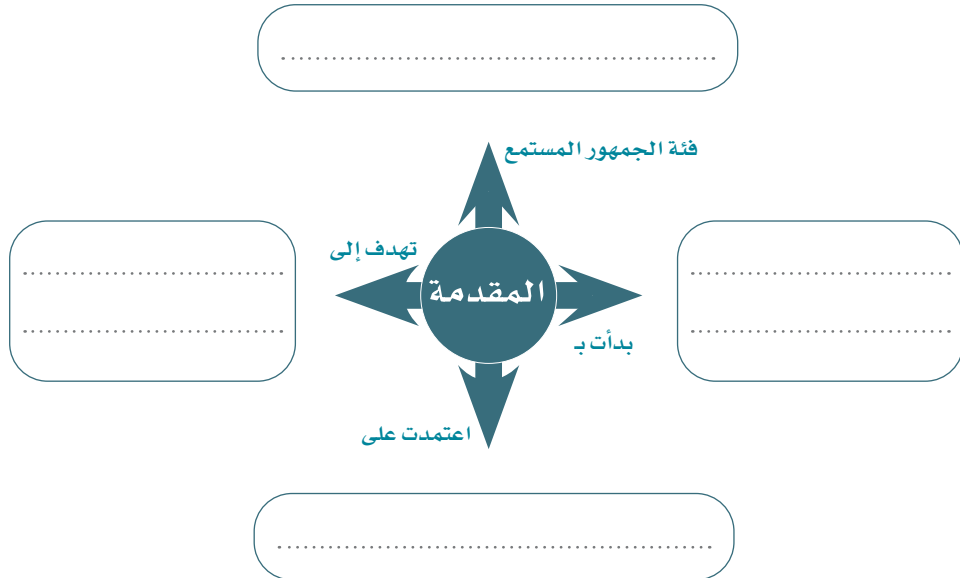 فئة الجمهور المستمع
تهدف إلى
المقدمة
بدأت بـ
اعتمدت على